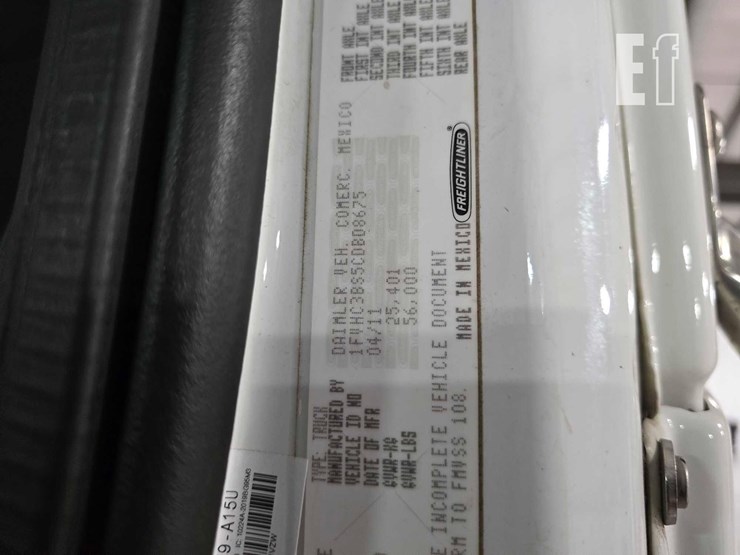 TYPE: TRUCK
MANUFACTURED BY DAIMLER VEH. COMERC. MEXICO
VEHICLE ID NO 1FVHC3BS5CDBD8675
DATE OF MFR 04/11
GVWR-KG 25,401
GVWR-LBS 56,000
FRONT AXLE
FIRST INT AXLE
SECOND INT AXLE
THIRD INT AXLE
FOURTH INT AXLE
FIFTH INT AXLE
SIXTH INT AXLE
REAR AXLE
E INCOMPLETE VEHICLE DOCUMENT
RM TO FMVSS 108.
MADE IN MEXICO
FREIGHTLINER
9-A15U
Ef